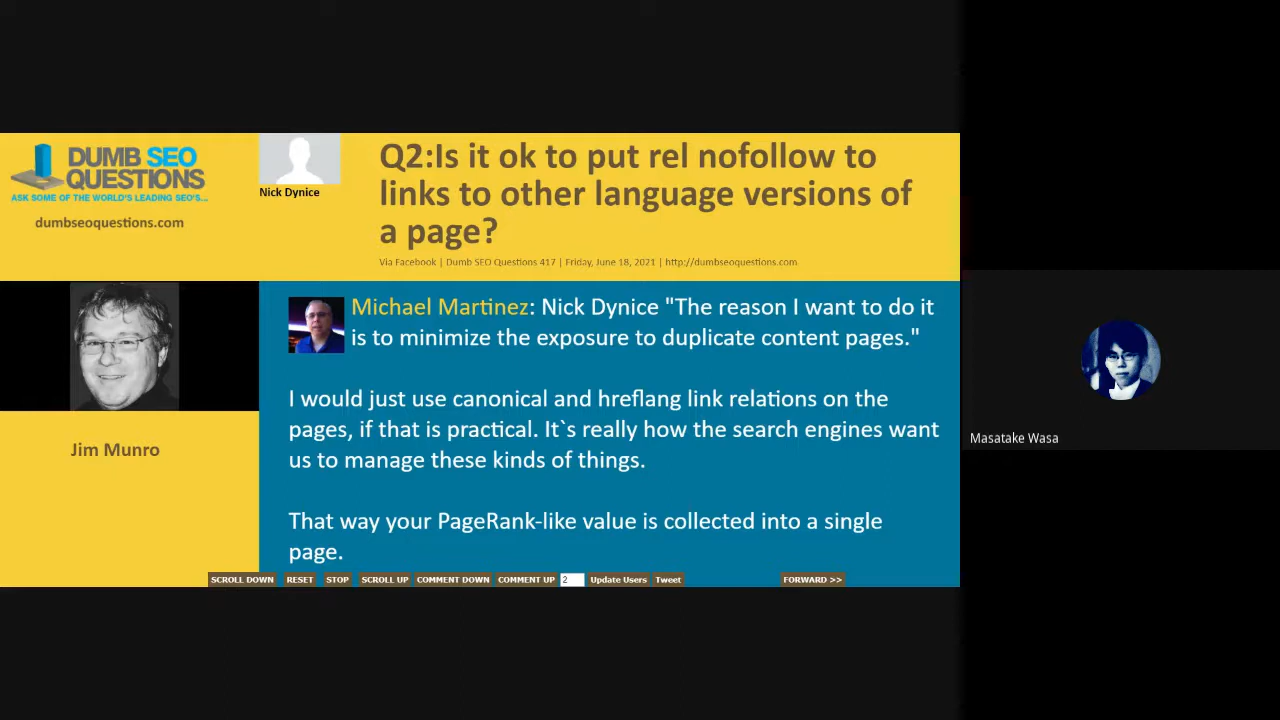 DUMB SEO
QUESTIONS
ASK SOME OF THE WORLD'S LEADING SEO'S...
dumbseoquestions.com
Nick Dynice
Q2:Is it ok to put rel nofollow to
links to other language versions of
a page?
Via Facebook | Dumb SEO Questions 417 | Friday, June 18, 2021 | http://dumbseoquestions.com
Jim Munro
Michael Martinez: Nick Dynice "The reason I want to do it
is to minimize the exposure to duplicate content pages."
I would just use canonical and hreflang link relations on the
pages, if that is practical. It`s really how the search engines want
us to manage these kinds of things.
That way your PageRank-like value is collected into a single
page.
SCROLL DOWN RESET STOP SCROLL UP COMMENT DOWN COMMENT UP 2 Update Users Tweet FORWARD >>
Masatake Wasa